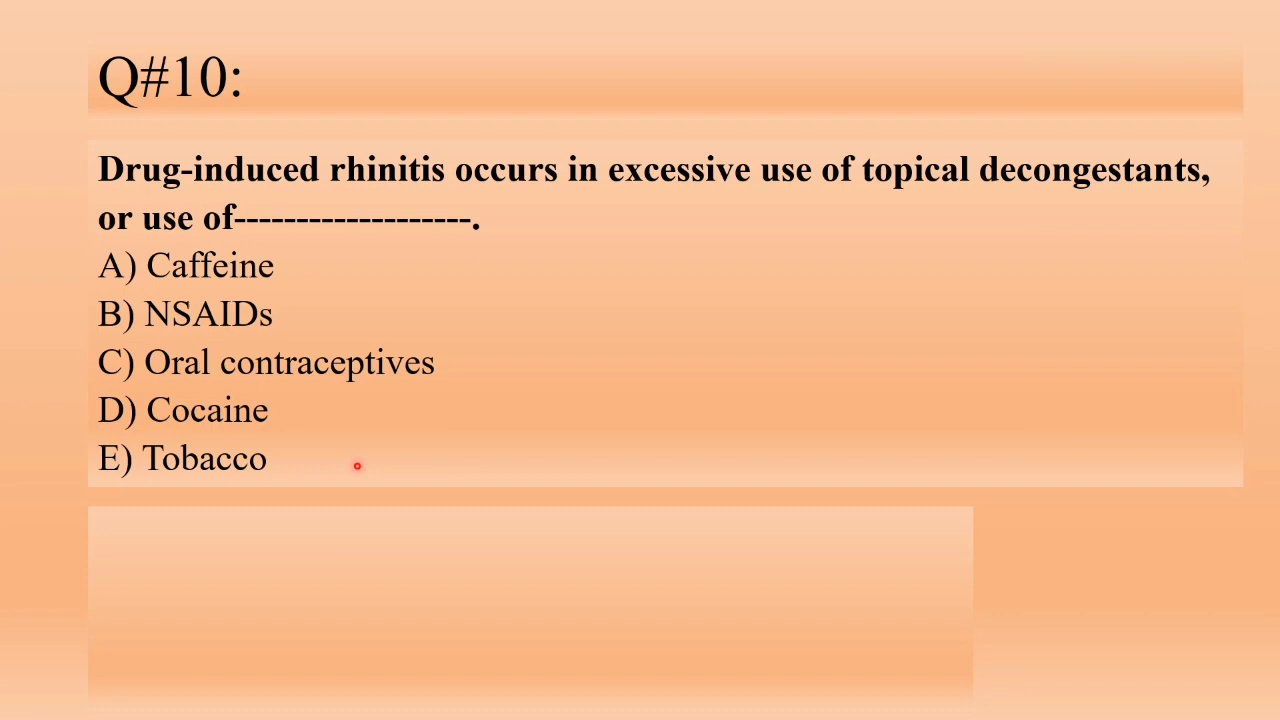 Q#10:
Drug-induced rhinitis occurs in excessive use of topical decongestants,
or use of-------------------.
A) Caffeine
B) NSAIDs
C) Oral contraceptives
D) Cocaine
E) Tobacco